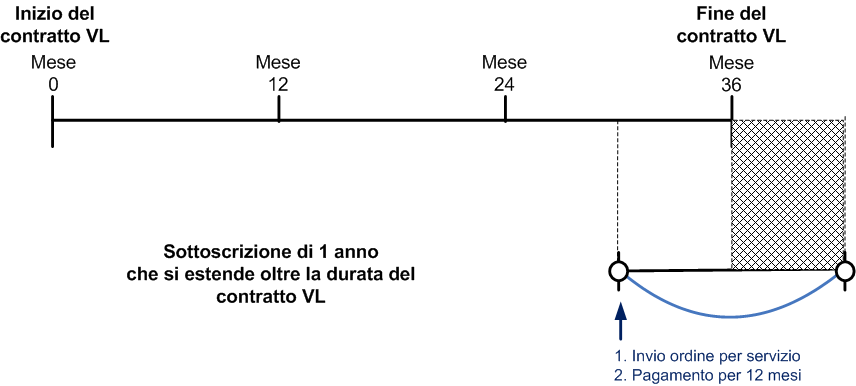 Inizio del
contratto VL
Fine del
contratto VL
Mese
0
Mese
12
Mese
24
Mese
36
Sottoscrizione di 1 anno
che si estende oltre la durata del
contratto VL
1. Invio ordine per servizio
2. Pagamento per 12 mesi